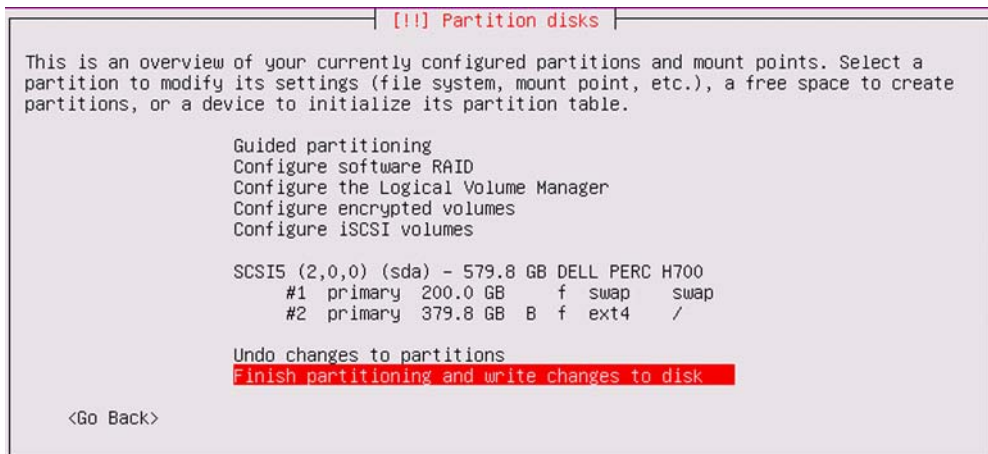 [!!] Partition disks
This is an overview of your currently configured partitions and mount points. Select a
partition to modify its settings (file system, mount point, etc.), a free space to create
partitions, or a device to initialize its partition table.
Guided partitioning
Configure software RAID
Configure the Logical Volume Manager
Configure encrypted volumes
Configure iSCSI volumes
SCSI5 (2,0,0) (sda) - 579.8 GB DELL PERC H700
#1 primary 200.0 GB f swap swap
#2 primary 379.8 GB B f ext4 /
Undo changes to partitions
Finish partitioning and write changes to disk
<Go Back>